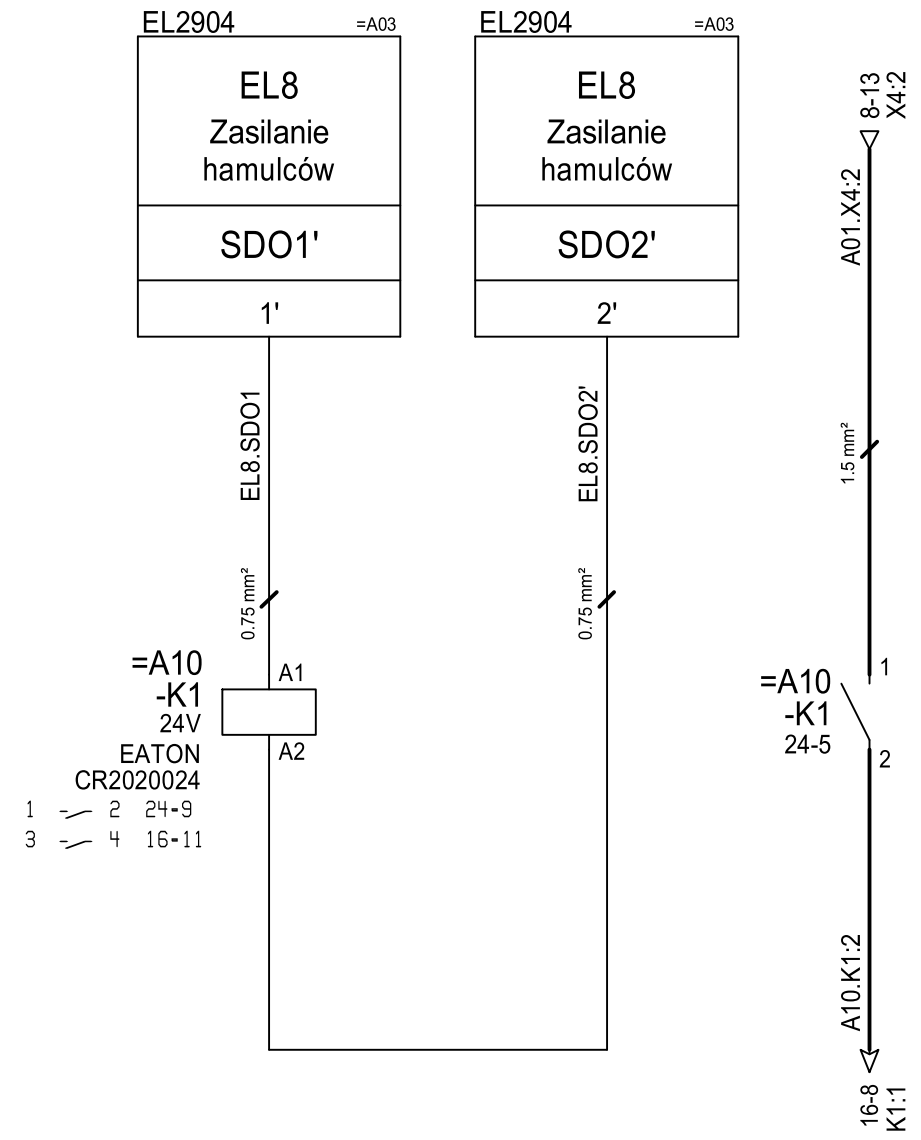 EL2904 =A03
EL8
Zasilanie
hamulców
SDO1'
1'
EL8.SDO1
0.75 mm²
=A10
-K1
24V
EATON
CR2020024
A1
A2
1 2 24-9
3 4 16-11
EL2904 =A03
EL8
Zasilanie
hamulców
SDO2'
2'
EL8.SDO2'
0.75 mm²
8-13
X4:2
A01.X4:2
1.5 mm²
=A10
-K1
24-5
1
2
A10.K1:2
16-8
K1:1